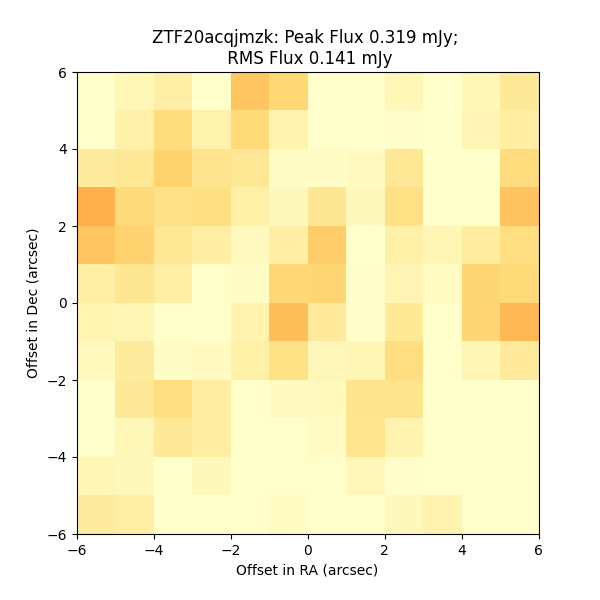 ZTF20acqjmzk: Peak Flux 0.319 mJy;
RMS Flux 0.141 mJy
6
4
2
0
−2
−4
−6
Offset in Dec (arcsec)
−6 −4 −2 0 2 4 6
Offset in RA (arcsec)